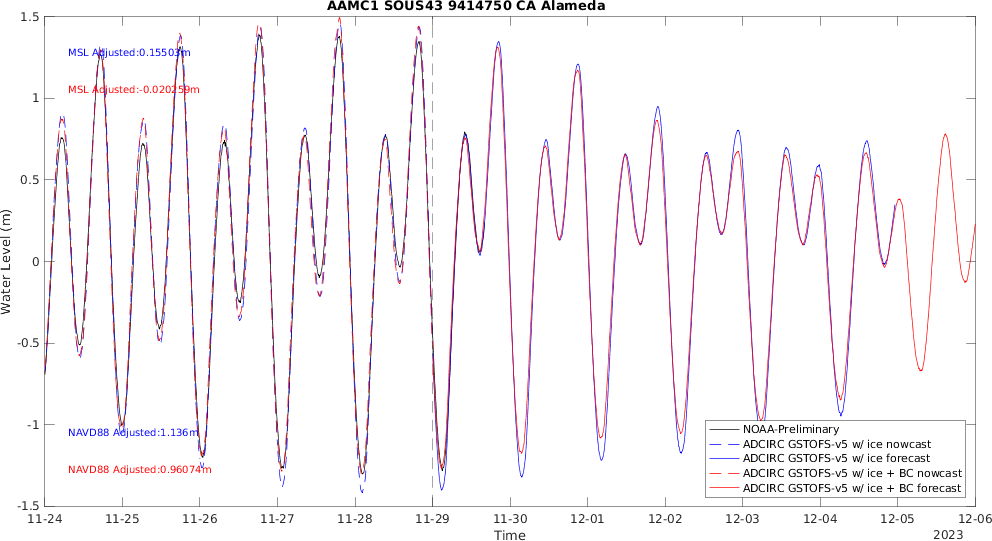 AAMC1 SOUS43 9414750 CA Alameda
MSL Adjusted:0.15503m
MSL Adjusted:-0.020259m
NAVD88 Adjusted:1.136m
NAVD88 Adjusted:0.96074m
Water Level (m)
1.5
1
0.5
0
-0.5
-1
-1.5
NOAA-Preliminary
ADCIRC GSTOFS-v5 w/ ice nowcast
ADCIRC GSTOFS-v5 w/ ice forecast
ADCIRC GSTOFS-v5 w/ ice + BC nowcast
ADCIRC GSTOFS-v5 w/ ice + BC forecast
11-24 11-25 11-26 11-27 11-28 11-29 11-30 12-01 12-02 12-03 12-04 12-05 12-06
Time
2023